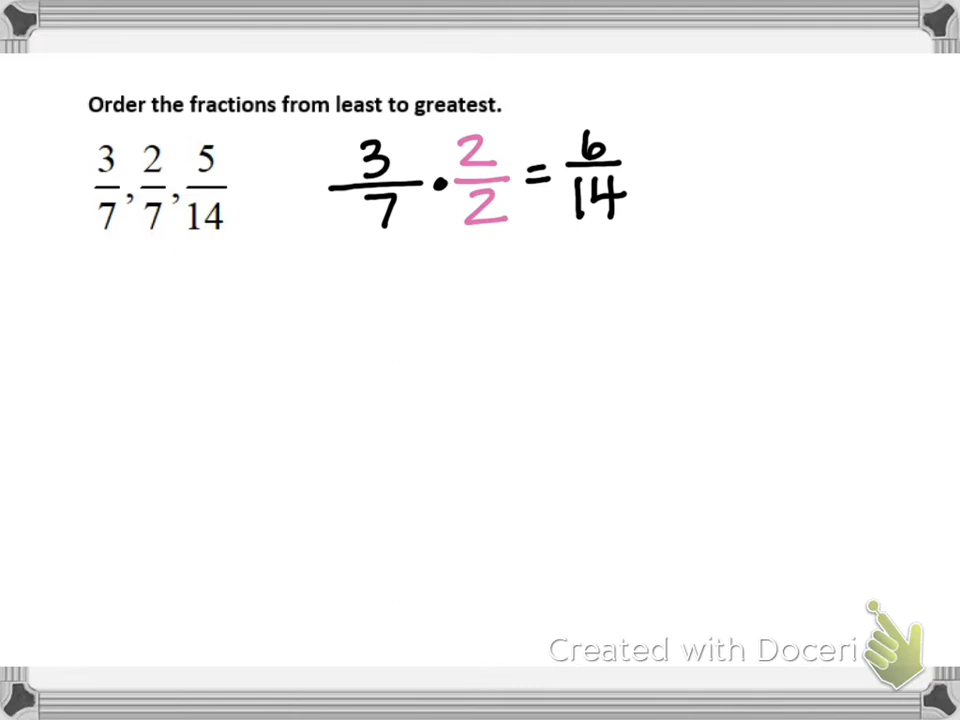 Order the fractions from least to greatest.
3/7, 2/7, 5/14
3/7 • 2/2 = 6/14
Created with Doceri